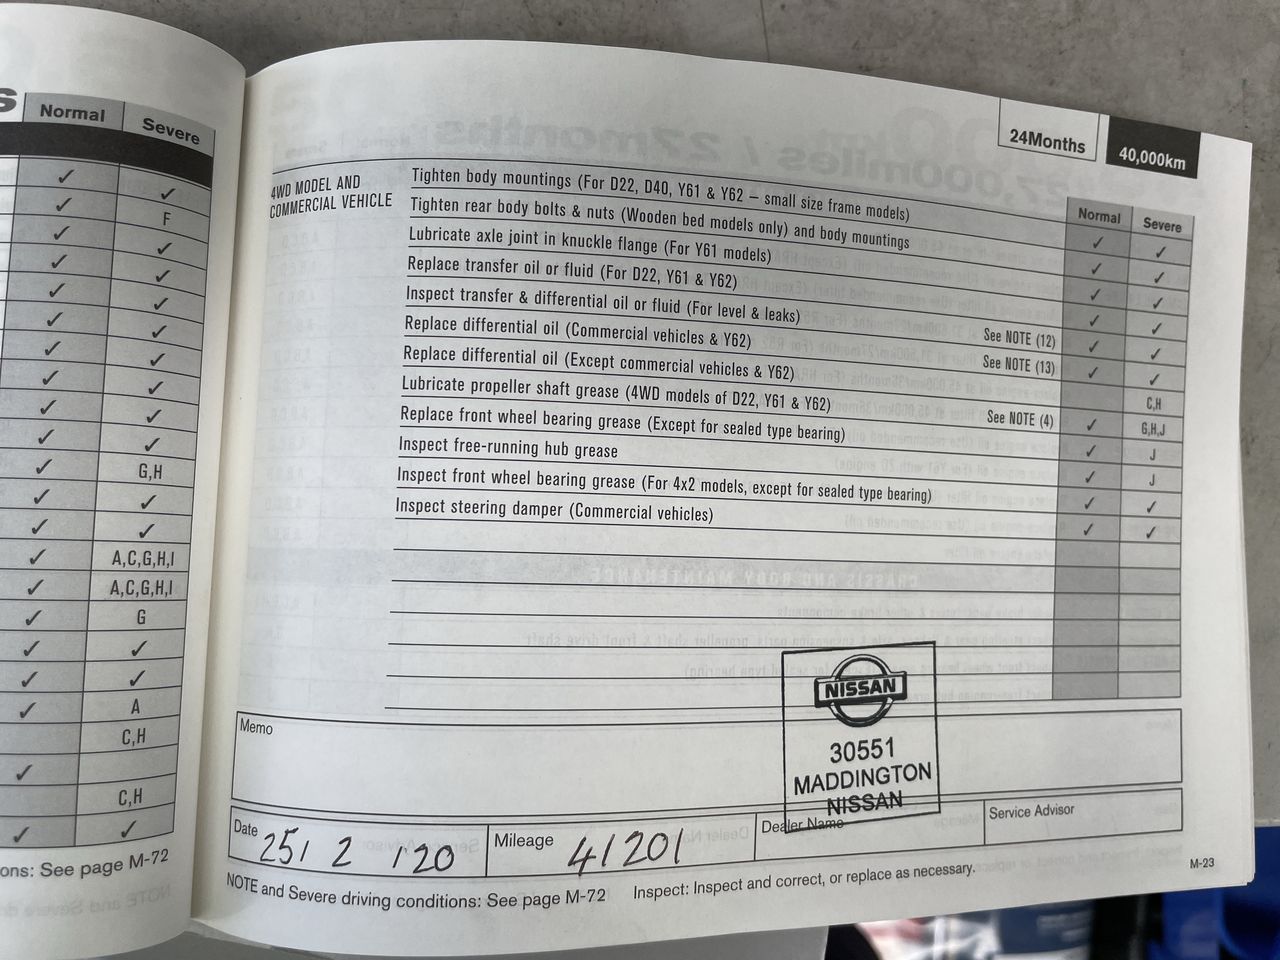 s
Normal Severe
✓ ✓
✓ F
✓ ✓
✓ ✓
✓ ✓
✓ ✓
✓ ✓
✓ ✓
✓ ✓
✓ ✓
✓ G,H
✓ ✓
✓ ✓
✓ A,C,G,H,I
✓ A,C,G,H,I
✓ G
✓ ✓
✓ ✓
✓ A
C,H
✓
C,H
✓ ✓
ons: See page M-72
24Months 40,000km
Normal Severe
4WD MODEL AND
COMMERCIAL VEHICLE
Tighten body mountings (For D22, D40, Y61 & Y62 – small size frame models) ✓ ✓
Tighten rear body bolts & nuts (Wooden bed models only) and body mountings ✓ ✓
Lubricate axle joint in knuckle flange (For Y61 models) ✓ ✓
Replace transfer oil or fluid (For D22, Y61 & Y62) ✓ ✓
Inspect transfer & differential oil or fluid (For level & leaks) See NOTE (12) ✓ ✓
Replace differential oil (Commercial vehicles & Y62) See NOTE (13) ✓ ✓
Replace differential oil (Except commercial vehicles & Y62) C,H
Lubricate propeller shaft grease (4WD models of D22, Y61 & Y62) See NOTE (4) ✓ G,H,J
Replace front wheel bearing grease (Except for sealed type bearing) ✓ J
Inspect free-running hub grease ✓ J
Inspect front wheel bearing grease (For 4x2 models, except for sealed type bearing) ✓ ✓
Inspect steering damper (Commercial vehicles) ✓ ✓
Memo
NISSAN
30551
MADDINGTON
NISSAN
Date 25/ 2 /20
Mileage 41201
Dealer Name
Service Advisor
NOTE and Severe driving conditions: See page M-72 Inspect: Inspect and correct, or replace as necessary.
M-23